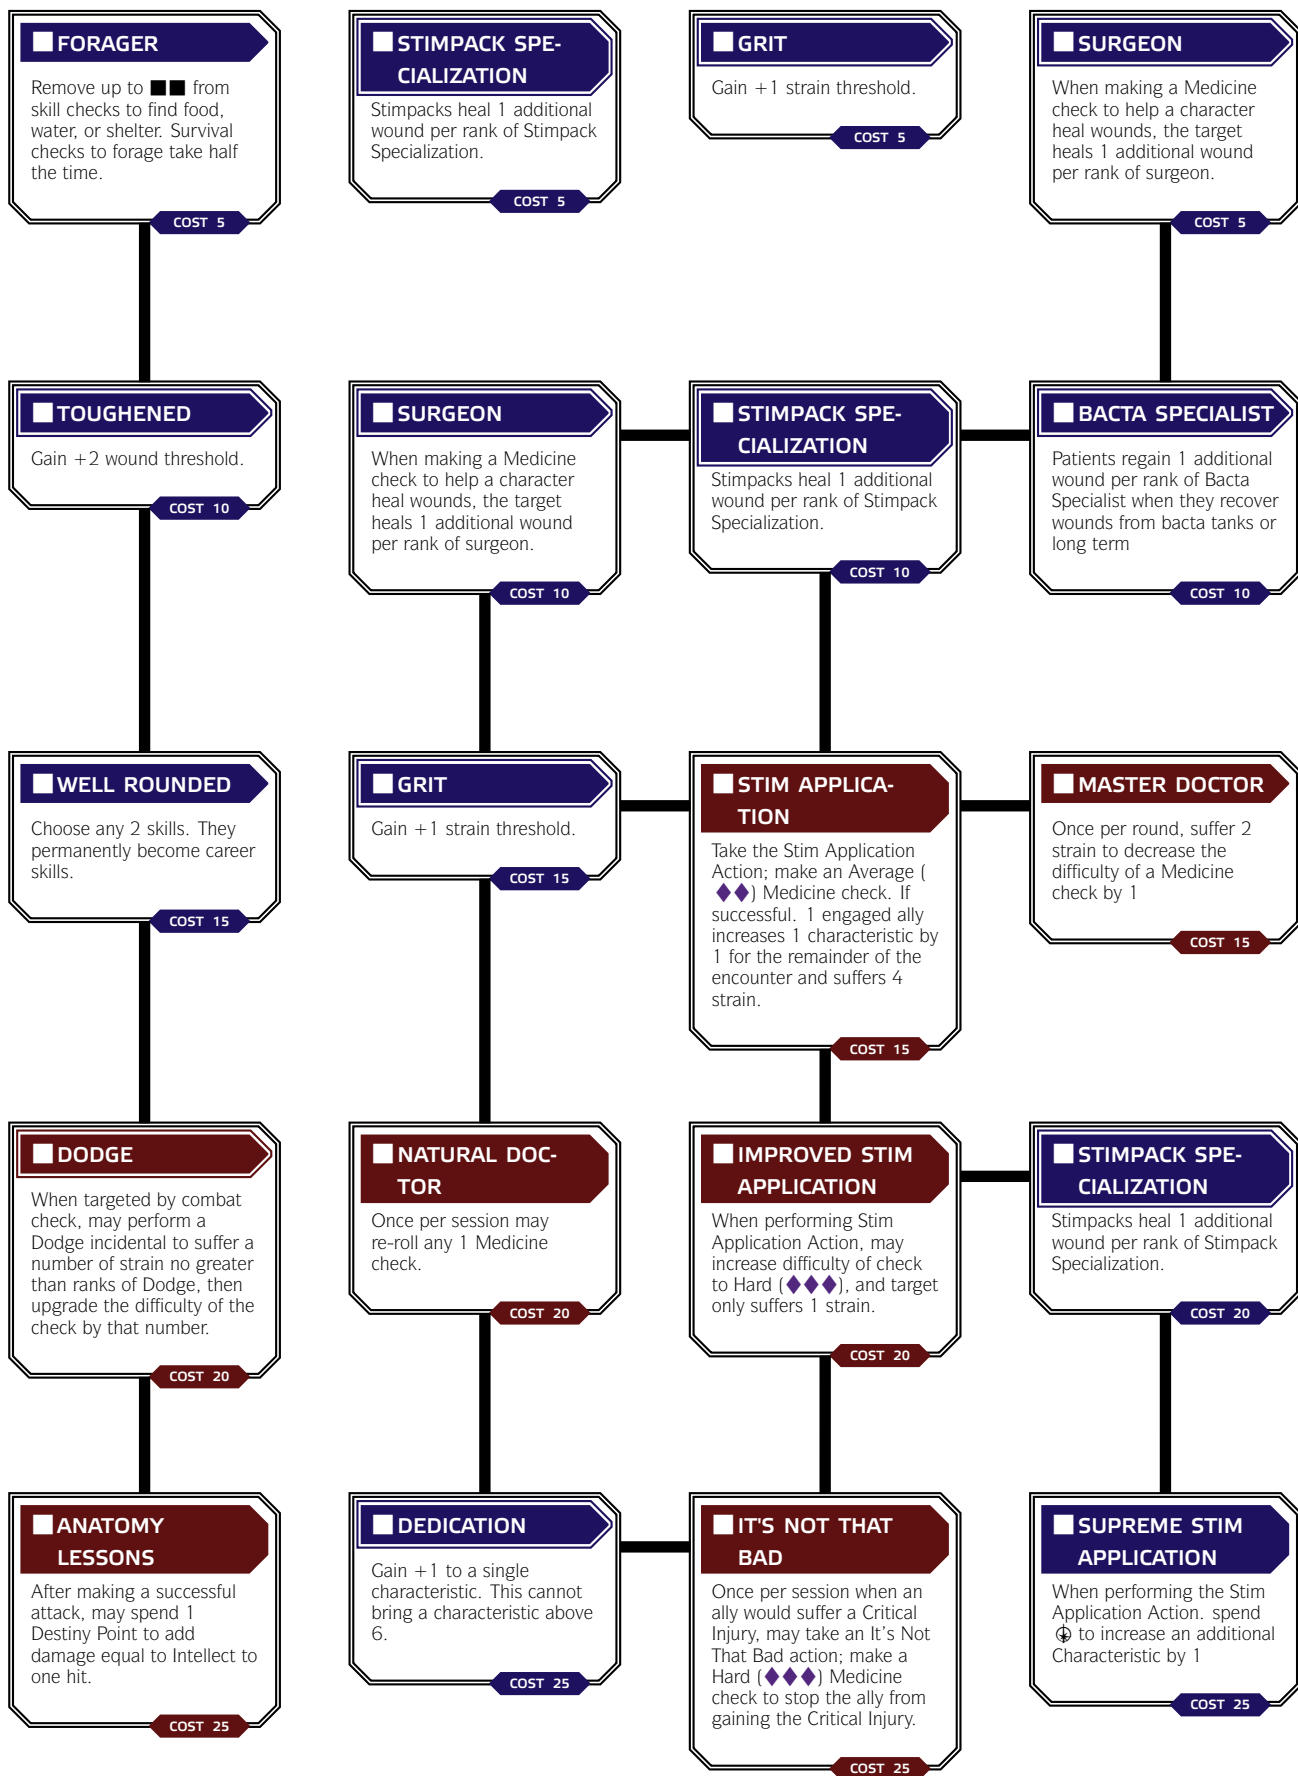 FORAGER
Remove up to ■■ from
skill checks to find food,
water, or shelter. Survival
checks to forage take half
the time.
COST 5
STIMPACK SPE-
CIALIZATION
Stimpacks heal 1 additional
wound per rank of Stimpack
Specialization.
COST 5
GRIT
Gain +1 strain threshold.
COST 5
SURGEON
When making a Medicine
check to help a character
heal wounds, the target
heals 1 additional wound
per rank of surgeon.
COST 5
TOUGHENED
Gain +2 wound threshold.
COST 10
SURGEON
When making a Medicine
check to help a character
heal wounds, the target
heals 1 additional wound
per rank of surgeon.
COST 10
STIMPACK SPE-
CIALIZATION
Stimpacks heal 1 additional
wound per rank of Stimpack
Specialization.
COST 10
BACTA SPECIALIST
Patients regain 1 additional
wound per rank of Bacta
Specialist when they recover
wounds from bacta tanks or
long term
COST 10
WELL ROUNDED
Choose any 2 skills. They
permanently become career
skills.
COST 15
GRIT
Gain +1 strain threshold.
COST 15
STIM APPLICA-
TION
Take the Stim Application
Action; make an Average (
◆◆) Medicine check. If
successful. 1 engaged ally
increases 1 characteristic by
1 for the remainder of the
encounter and suffers 4
strain.
COST 15
MASTER DOCTOR
Once per round, suffer 2
strain to decrease the
difficulty of a Medicine
check by 1
COST 15
DODGE
When targeted by combat
check, may perform a
Dodge incidental to suffer a
number of strain no greater
than ranks of Dodge, then
upgrade the difficulty of the
check by that number.
COST 20
NATURAL DOC-
TOR
Once per session may
re-roll any 1 Medicine
check.
COST 20
IMPROVED STIM
APPLICATION
When performing Stim
Application Action, may
increase difficulty of check
to Hard (◆◆◆), and target
only suffers 1 strain.
COST 20
STIMPACK SPE-
CIALIZATION
Stimpacks heal 1 additional
wound per rank of Stimpack
Specialization.
COST 20
ANATOMY
LESSONS
After making a successful
attack, may spend 1
Destiny Point to add
damage equal to Intellect to
one hit.
COST 25
DEDICATION
Gain +1 to a single
characteristic. This cannot
bring a characteristic above
6.
COST 25
IT'S NOT THAT
BAD
Once per session when an
ally would suffer a Critical
Injury, may take an It's Not
That Bad action; make a
Hard (◆◆◆) Medicine
check to stop the ally from
gaining the Critical Injury.
COST 25
SUPREME STIM
APPLICATION
When performing the Stim
Application Action. spend
to increase an additional
Characteristic by 1
COST 25